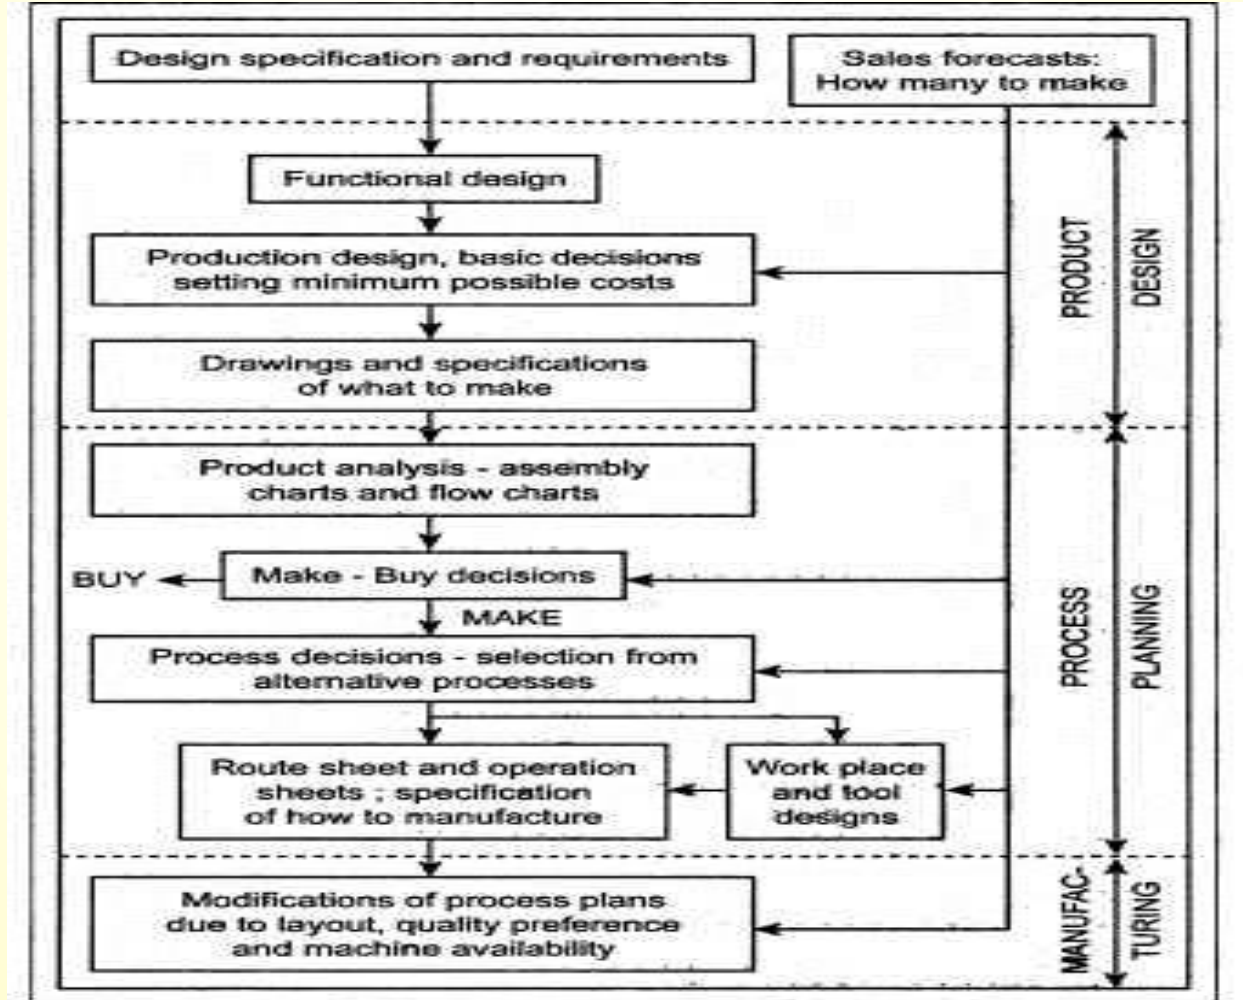 Design specification and requirements
Sales forecasts:
How many to make
Functional design
Production design, basic decisions
setting minimum possible costs
Drawings and specifications
of what to make
PRODUCT
DESIGN
Product analysis - assembly
charts and flow charts
BUY
Make - Buy decisions
MAKE
Process decisions - selection from
alternative processes
Route sheet and operation
sheets ; specification
of how to manufacture
Work place
and tool
designs
PROCESS
PLANNING
Modifications of process plans
due to layout, quality preference
and machine availability
MANUFAC-
TURING